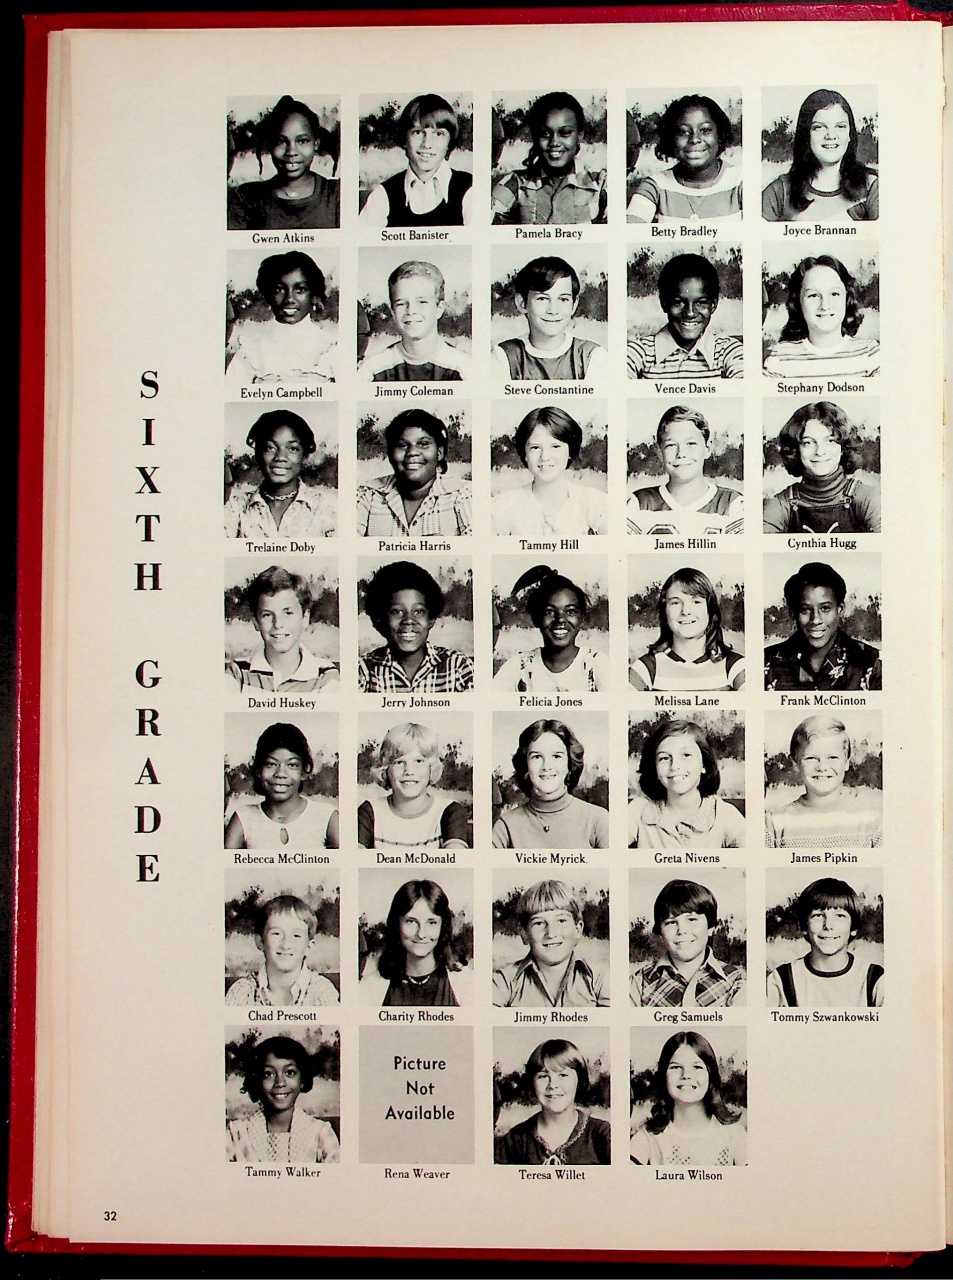 SIXTH GRADE
Gwen Atkins
Scott Banister
Pamela Bracy
Betty Bradley
Joyce Brannan
Evelyn Campbell
Jimmy Coleman
Steve Constantine
Vence Davis
Stephany Dodson
Trelaine Doby
Patricia Harris
Tammy Hill
James Hillin
Cynthia Hugg
David Huskey
Jerry Johnson
Felicia Jones
Melissa Lane
Frank McClinton
Rebecca McClinton
Dean McDonald
Vickie Myrick
Greta Nivens
James Pipkin
Chad Prescott
Charity Rhodes
Jimmy Rhodes
Greg Samuels
Tommy Szwankowski
Picture
Not
Available
Tammy Walker
Rena Weaver
Teresa Willet
Laura Wilson
32